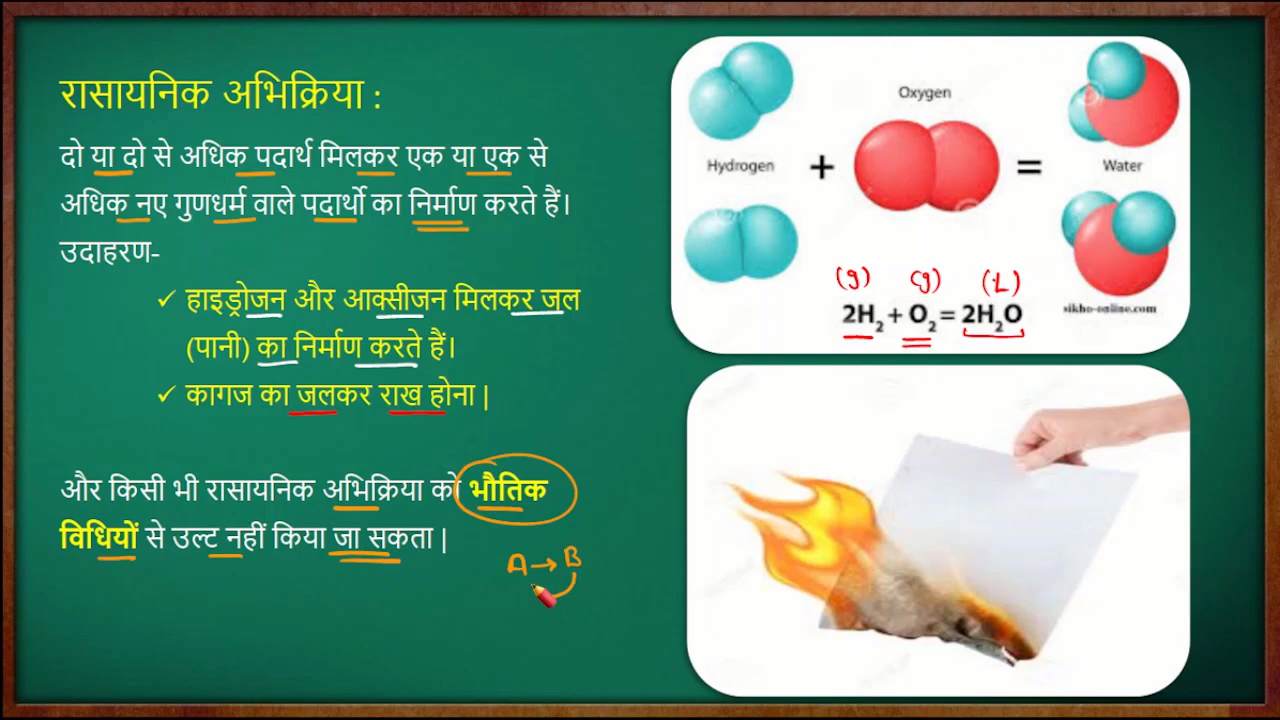 रासायनिक अभिक्रिया :
दो या दो से अधिक पदार्थ मिलकर एक या एक से
अधिक नए गुणधर्म वाले पदार्थो का निर्माण करते हैं।
उदाहरण-
✓ हाइड्रोजन और आक्सीजन मिलकर जल
(पानी) का निर्माण करते हैं।
✓ कागज का जलकर राख होना |
और किसी भी रासायनिक अभिक्रिया को भौतिक
विधियों से उल्ट नहीं किया जा सकता |
A → B
Oxygen
Hydrogen + = Water
(g) (g) (L)
2H₂ + O₂ = 2H₂O
sikho-online.com